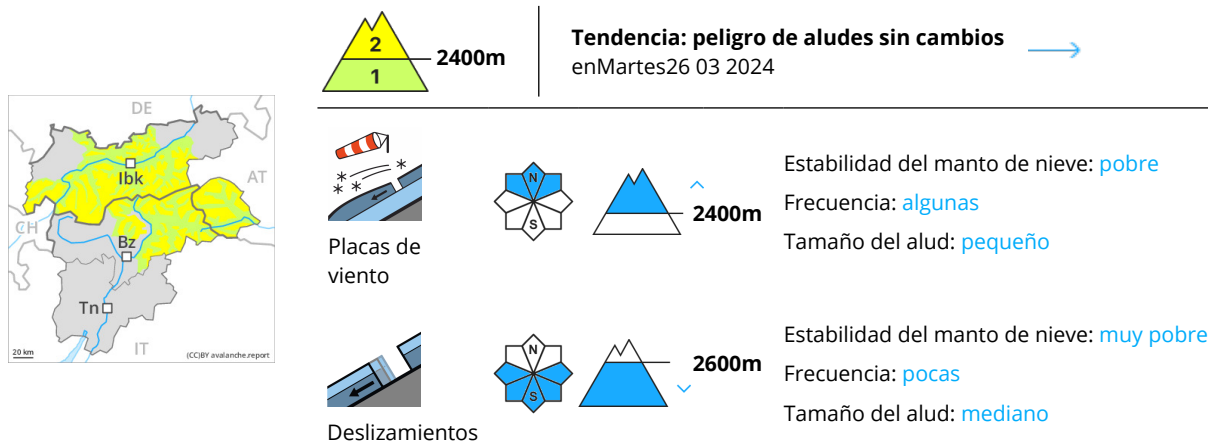 2
1
2400m
Tendencia: peligro de aludes sin cambios
enMartes26 03 2024
DE
Ibk
AT
CH
Bz
Tn
IT
20 km
(CC)BY avalanche.report
Placas de
viento
N
S
2400m
Estabilidad del manto de nieve: pobre
Frecuencia: algunas
Tamaño del alud: pequeño
Deslizamientos
N
S
2600m
Estabilidad del manto de nieve: muy pobre
Frecuencia: pocas
Tamaño del alud: mediano